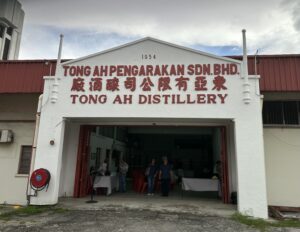 1954
TONG AH PENGARAKAN SDN. BHD.
廠酒釀司公限有亞東
TONG AH DISTILLERY